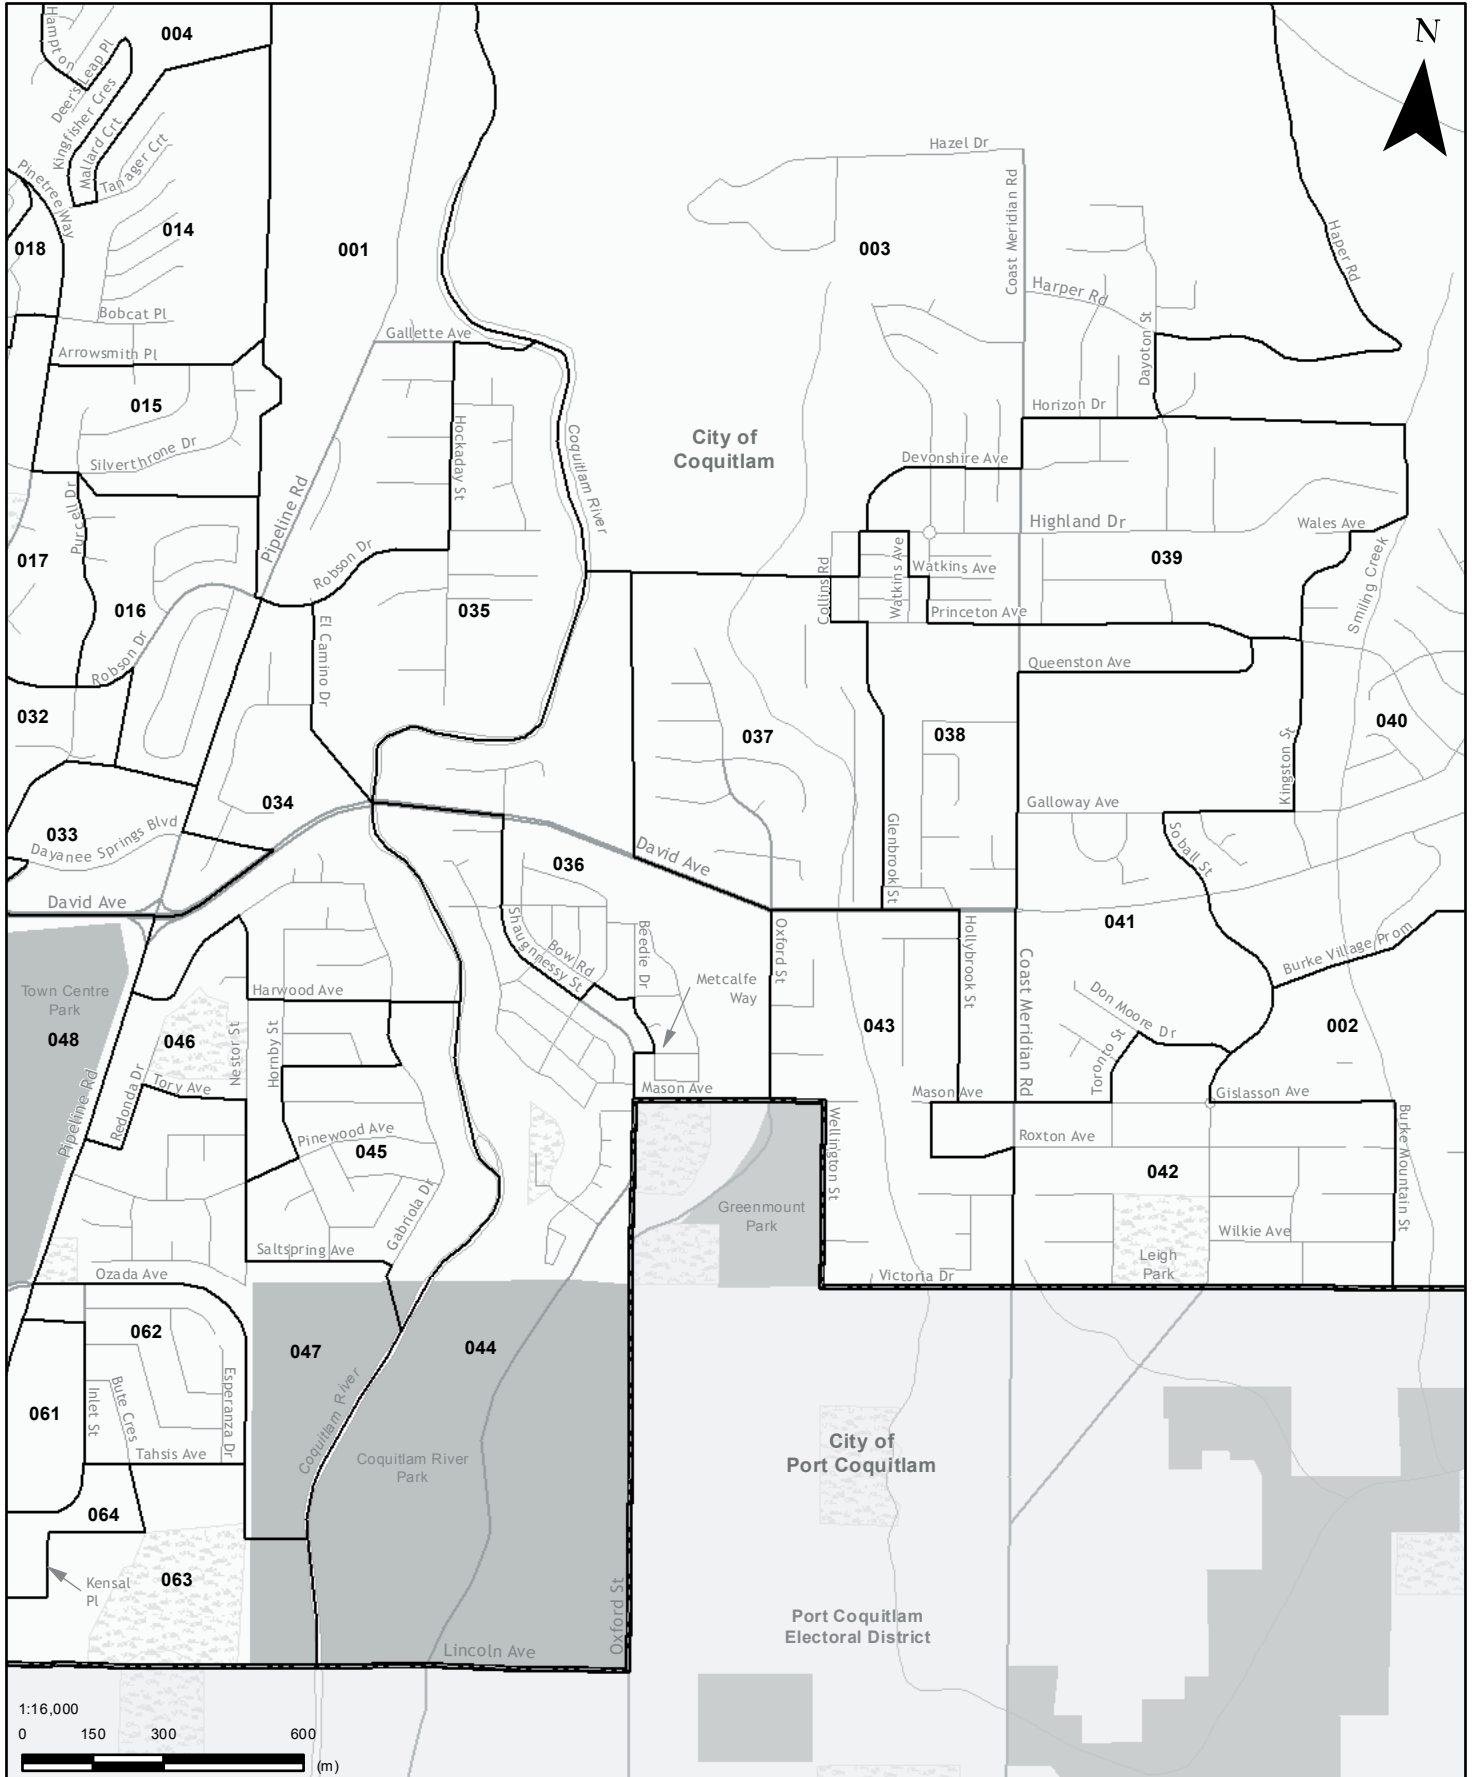 Hampton
004
N
Deer's Leap Pl
Kingfisher Cres
Mallard Crt
Tanager Crt
Pinetree Way
Hazel Dr
Coast Meridian Rd
018
014
001
003
Haper Rd
Harper Rd
Bobcat Pl
Gallette Ave
Arrowsmith Pl
Dayoton St
015
Horizon Dr
Hockaday St
Coquitlam River
City of
Coquitlam
Silverthrone Dr
Devonshire Ave
Purcell Dr
Pipeline Rd
Highland Dr
Wales Ave
017
Robson Dr
039
Collins Rd
Watkins Ave
Watkins Ave
Smiling Creek
016
035
Princeton Ave
El Camino Dr
Robson Dr
Queenston Ave
032
037
038
040
Kingston St
034
Galloway Ave
033
Dayanee Springs Blvd
Glenbrook St
Soball St
David Ave
036
David Ave
041
Shaugnnessy St
Bow Rd
Beedie Dr
Oxford St
Hollybrook St
Burke Village Prom
Town Centre
Park
Harwood Ave
Metcalfe
Way
Coast Meridian Rd
Don Moore Dr
048
046
Nestor St
Hornby St
043
002
Toronto St
Tory Ave
Mason Ave
Mason Ave
Gislasson Ave
Pipeline Rd
Redonda Dr
Pinewood Ave
045
Wellington St
Roxton Ave
Burke Mountain St
042
Gabriola Dr
Greenmount
Park
Wilkie Ave
Saltspring Ave
Leigh
Park
Ozada Ave
Victoria Dr
062
047
044
Inlet St
Bute Cres
Esperanza Dr
061
Coquitlam River
City of
Port Coquitlam
Tahsis Ave
Coquitlam River
Park
064
Kensal
Pl
063
Port Coquitlam
Electoral District
Oxford St
Lincoln Ave
1:16,000
0 150 300 600
(m)